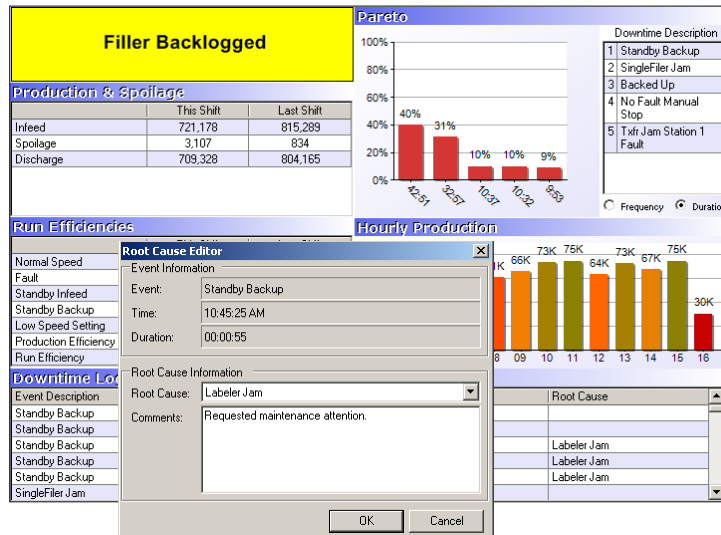 Filler Backlogged
Production & Spoilage
This Shift Last Shift
Infeed 721,178 815,289
Spoilage 3,107 834
Discharge 709,328 804,165
Pareto
100%
80%
60%
40%
20%
0%
40% 31% 10% 10% 9%
42:51 32:57 10:37 10:32 9:53
Downtime Description
1 Standby Backup
2 SingleFiler Jam
3 Backed Up
4 No Fault Manual
Stop
5 Txfr Jam Station 1
Fault
Frequency Duratio
Run Efficiencies
Normal Speed
Fault
Standby Infeed
Standby Backup
Low Speed Setting
Production Efficiency
Run Efficiency
Hourly Production
1K 66K 73K 75K 64K 73K 67K 75K 30K
8 09 10 11 12 13 14 15 16
Root Cause Editor
Event Information
Event: Standby Backup
Time: 10:45:25 AM
Duration: 00:00:55
Root Cause Information
Root Cause: Labeler Jam
Comments: Requested maintenance attention.
OK Cancel
Downtime Lo
Event Description Root Cause
Standby Backup
Standby Backup
Standby Backup Labeler Jam
Standby Backup Labeler Jam
Standby Backup Labeler Jam
SingleFiler Jam